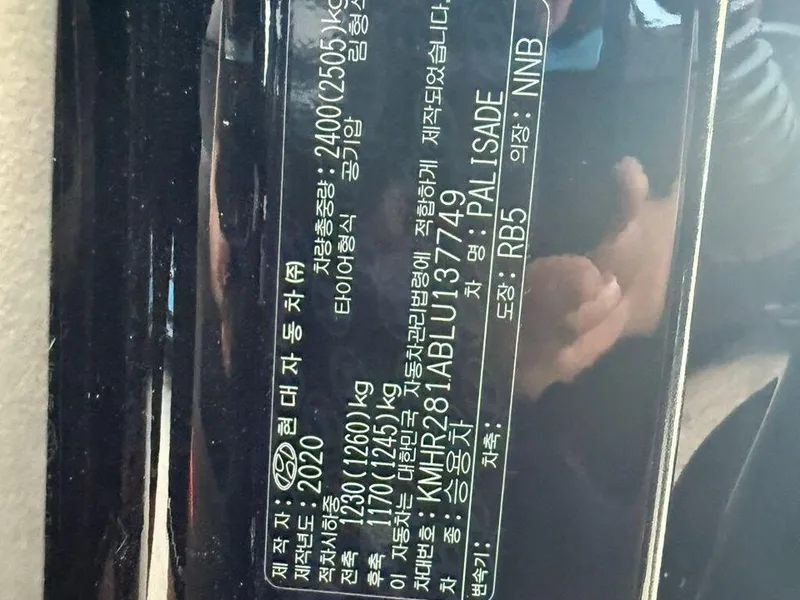 제 작 자 : 현 대 자 동 차 (주)
제작년도 : 2020 차량총중량 : 2400(2505)kg
적차시하중 타이어형식 공기압 림형식
전축 1230(1260)kg
후축 1170(1245)kg
이 자동차는 대한민국 자동차관리법령에 적합하게 제작되었습니다.
차대번호 : KMHR281ABLU137749
차 종 : 승용차 차 명 : PALISADE
변속기 : 차축 : 도장 : RB5 의장 : NNB